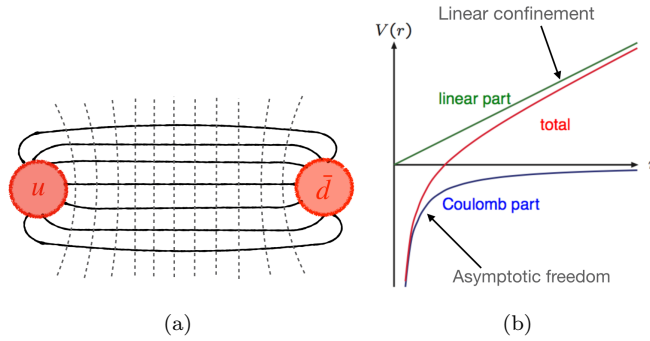 Linear confinement
V(r)
linear part
total
u
d̄
Coulomb part
Asymptotic freedom
(a)
(b)